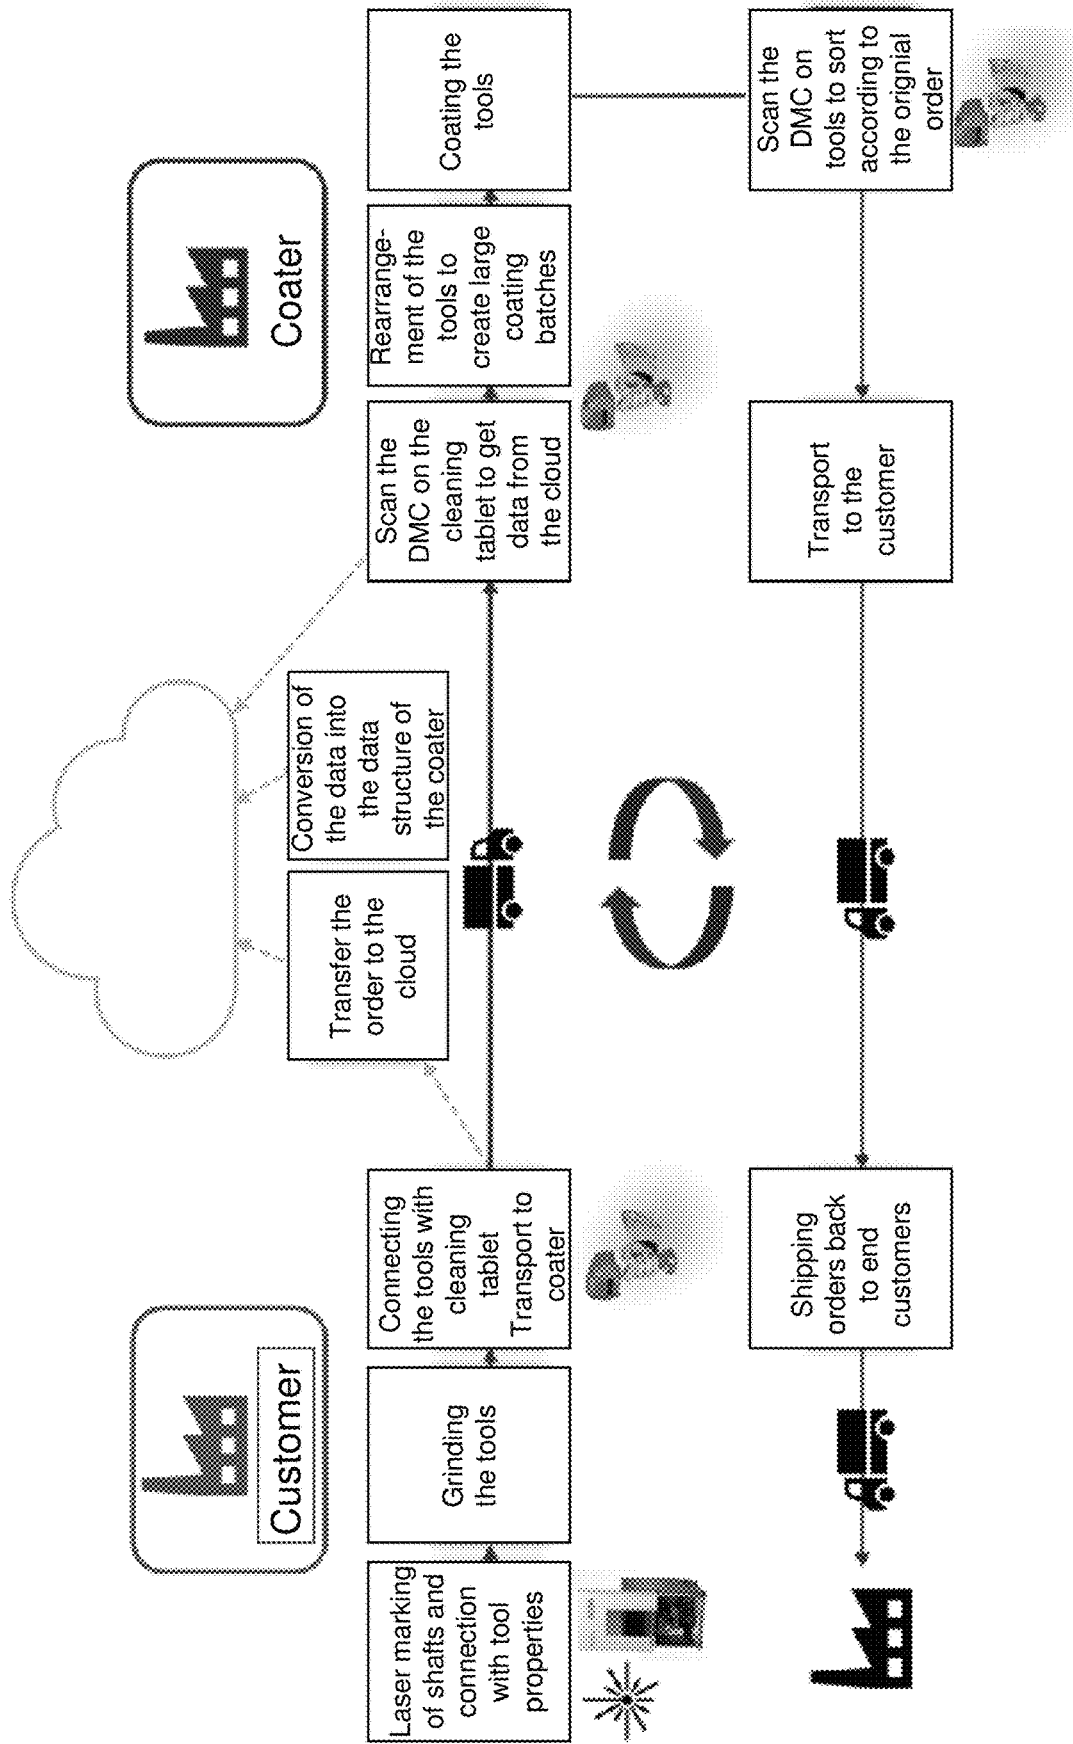 Customer
Coater
Laser marking
of shafts and
connection
with tool
properties
Grinding
the tools
Connecting
the tools with
cleaning
tablet
Transport to
coater
Transfer the
order to the
cloud
Conversion of
the data into
the data
structure of
the coater
Scan the
DMC on the
cleaning
tablet to get
data from
the cloud
Rearrange-
ment of the
tools to
create large
coating
batches
Coating the
tools
Scan the
DMC on
tools to sort
according to
the orignial
order
Transport
to the
customer
Shipping
orders back
to end
customers